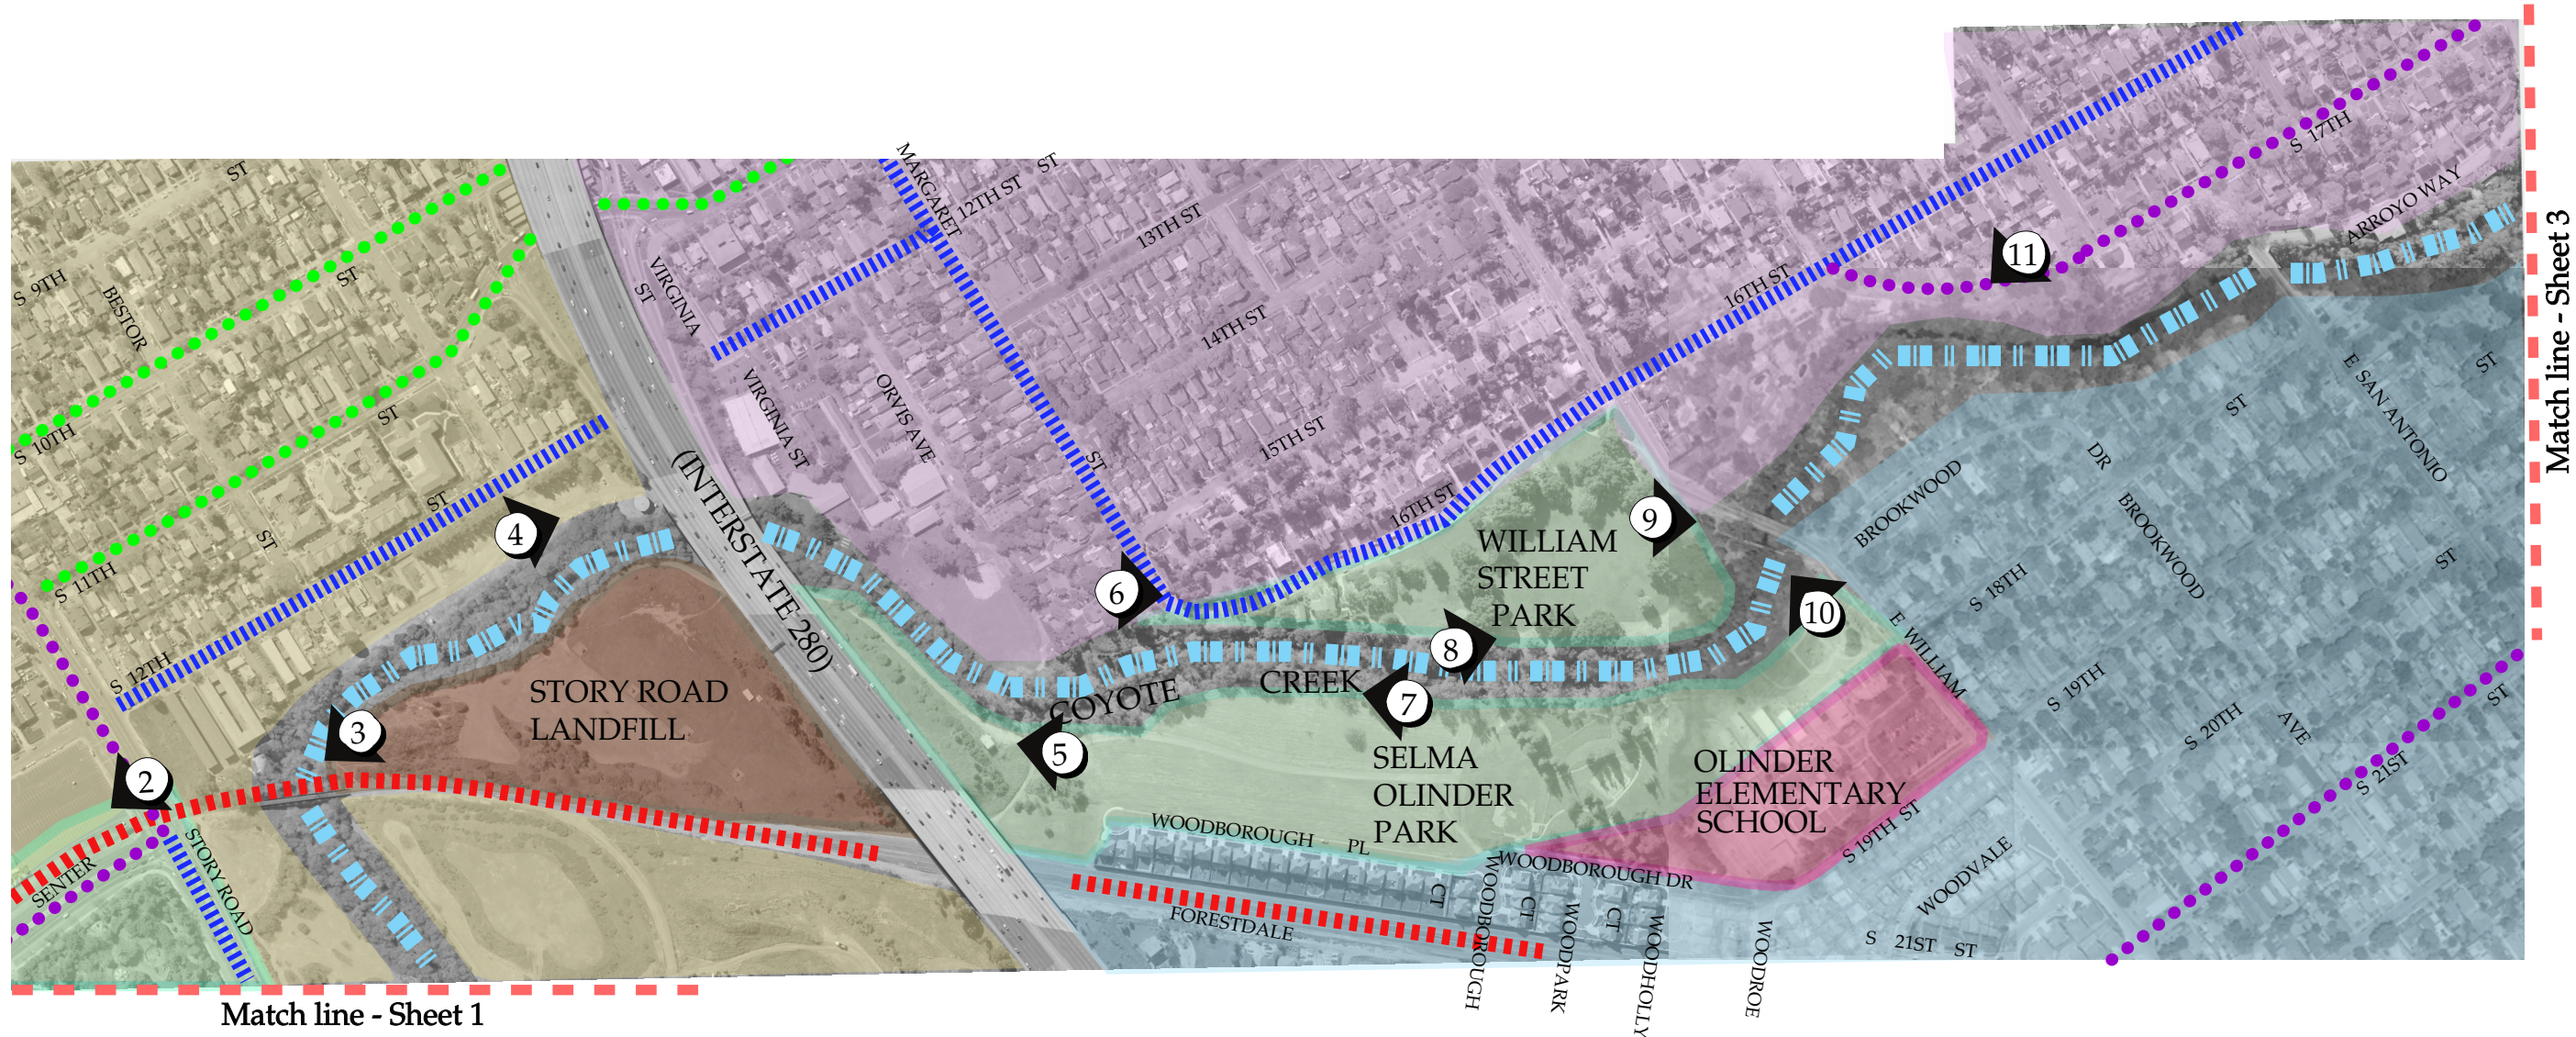 ST
S 9TH
BESTOR
ST
S 10TH
ST
ST
ST
S 11TH
S 12TH
MARGARET
ST
12TH ST
ST
13TH ST
VIRGINIA
ST
VIRGINIA ST
ORVIS AVE
14TH ST
15TH ST
16TH ST
16TH ST
S 17TH
ARROYO WAY
11
4
(INTERSTATE 280)
6
9
WILLIAM
STREET
PARK
8
10
3
STORY ROAD
LANDFILL
COYOTE
CREEK
7
5
2
SELMA
OLINDER
PARK
OLINDER
ELEMENTARY
SCHOOL
BROOKWOOD
DR
BROOKWOOD
ST
ST
ST
E SAN ANTONIO
S 18TH
E WILLIAM
S 19TH
S 20TH
AVE
S 21ST
ST
S 19TH ST
WOODVALE
S 21ST ST
SENTER
STORY ROAD
WOODBOROUGH PL
WOODBOROUGH DR
FORESTDALE
CT
WOODBOROUGH
CT
WOODPARK
CT
WOODHOLLY
WOODROE
Match line - Sheet 1
Match line - Sheet 3